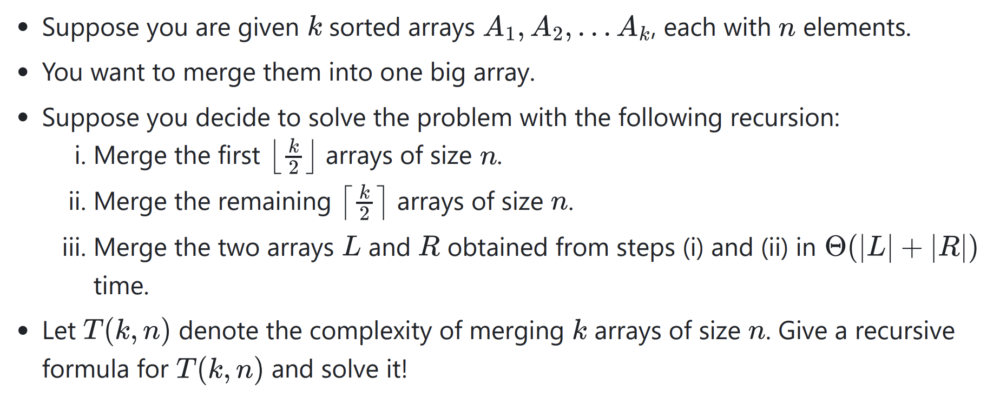 • Suppose you are given $k$ sorted arrays $A_1, A_2, \ldots A_k$, each with $n$ elements.
• You want to merge them into one big array.
• Suppose you decide to solve the problem with the following recursion:
i. Merge the first $\left\lfloor \frac{k}{2} \right\rfloor$ arrays of size $n$.
ii. Merge the remaining $\left\lceil \frac{k}{2} \right\rceil$ arrays of size $n$.
iii. Merge the two arrays $L$ and $R$ obtained from steps (i) and (ii) in $\Theta(|L| + |R|)$
time.
• Let $T(k, n)$ denote the complexity of merging $k$ arrays of size $n$. Give a recursive
formula for $T(k, n)$ and solve it!